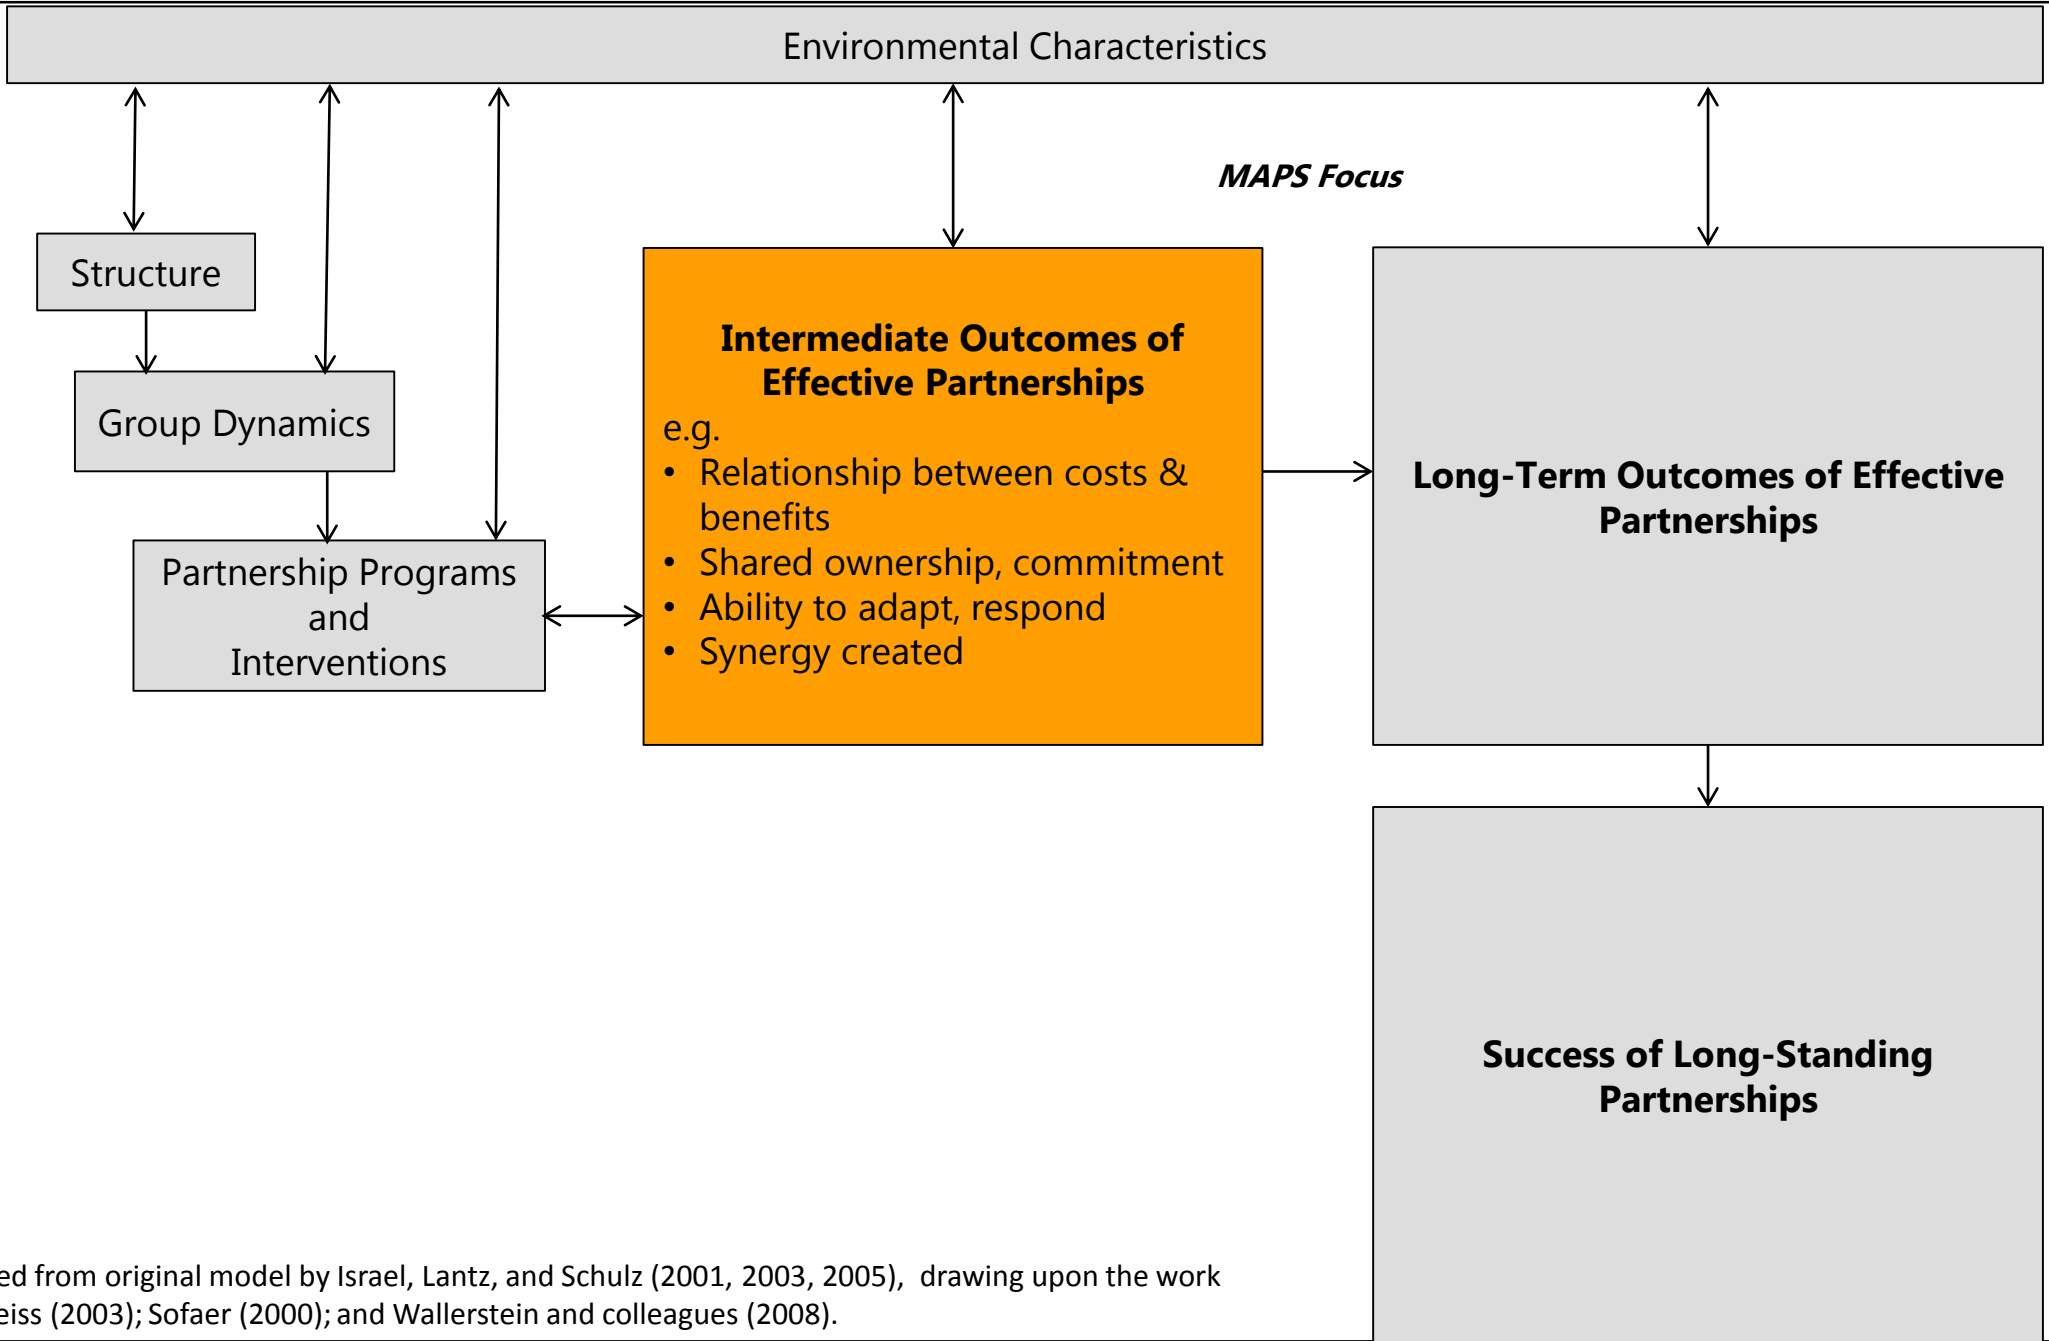 Environmental Characteristics
MAPS Focus
Structure
Group Dynamics
Partnership Programs
and
Interventions
Intermediate Outcomes of
Effective Partnerships
e.g.
• Relationship between costs &
benefits
• Shared ownership, commitment
• Ability to adapt, respond
• Synergy created
Long-Term Outcomes of Effective
Partnerships
Success of Long-Standing
Partnerships
from original model by Israel, Lantz, and Schulz (2001, 2003, 2005), drawing upon the work
(2003); Sofaer (2000); and Wallerstein and colleagues (2008).